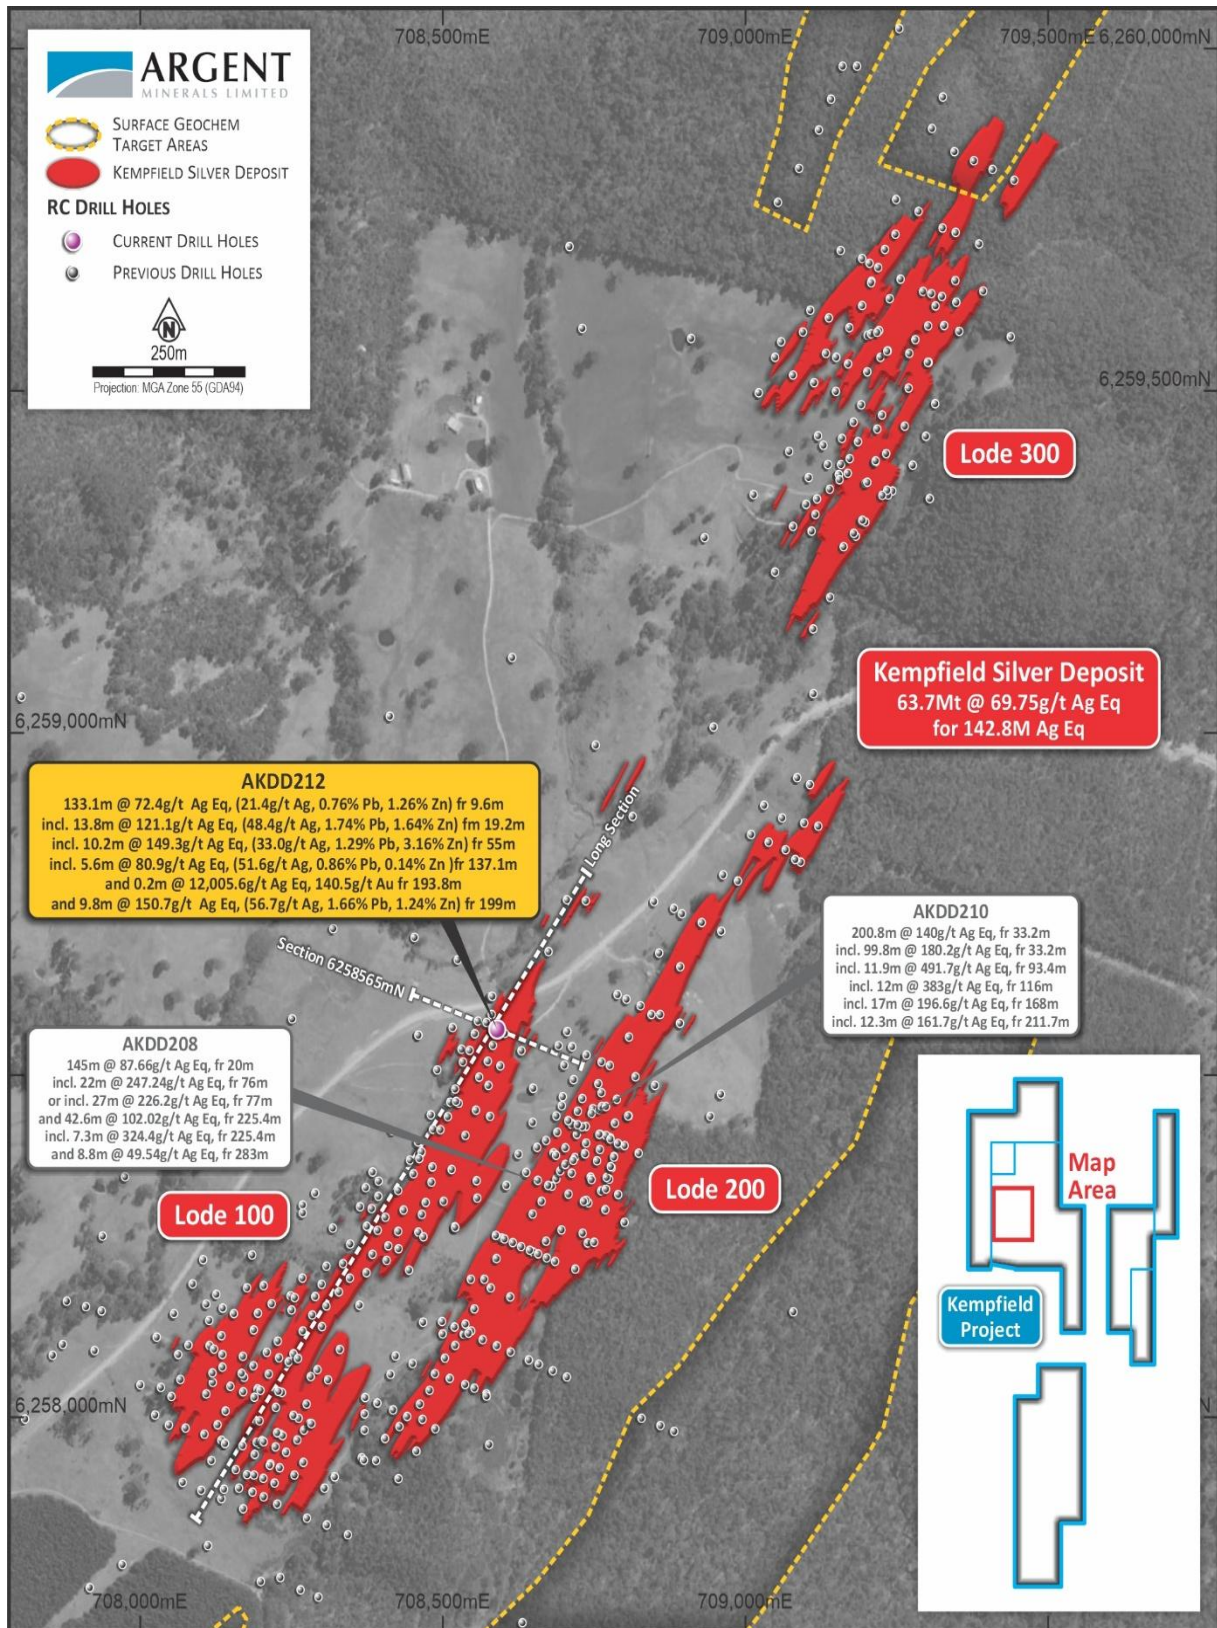 708,500mE
709,000mE
709,500mE
6,260,000mN
ARGENT
MINERALS LIMITED
SURFACE GEOCHEM
TARGET AREAS
KEMPFIELD SILVER DEPOSIT
RC DRILL HOLES
CURRENT DRILL HOLES
PREVIOUS DRILL HOLES
N
250m
Projection: MGA Zone 55 (GDA94)
6,259,500mN
Lode 300
Kempfield Silver Deposit
63.7Mt @ 69.75g/t Ag Eq
for 142.8M Ag Eq
6,259,000mN
AKDD212
133.1m @ 72.4g/t Ag Eq, (21.4g/t Ag, 0.76% Pb, 1.26% Zn) fr 9.6m
incl. 13.8m @ 121.1g/t Ag Eq, (48.4g/t Ag, 1.74% Pb, 1.64% Zn) fm 19.2m
incl. 10.2m @ 149.3g/t Ag Eq, (33.0g/t Ag, 1.29% Pb, 3.16% Zn) fr 55m
incl. 5.6m @ 80.9g/t Ag Eq, (51.6g/t Ag, 0.86% Pb, 0.14% Zn )fr 137.1m
and 0.2m @ 12,005.6g/t Ag Eq, 140.5g/t Au fr 193.8m
and 9.8m @ 150.7g/t Ag Eq, (56.7g/t Ag, 1.66% Pb, 1.24% Zn) fr 199m
Long Section
Section 6258565mN
AKDD210
200.8m @ 140g/t Ag Eq, fr 33.2m
incl. 99.8m @ 180.2g/t Ag Eq, fr 33.2m
incl. 11.9m @ 491.7g/t Ag Eq, fr 93.4m
incl. 12m @ 383g/t Ag Eq, fr 116m
incl. 17m @ 196.6g/t Ag Eq, fr 168m
incl. 12.3m @ 161.7g/t Ag Eq, fr 211.7m
AKDD208
145m @ 87.66g/t Ag Eq, fr 20m
incl. 22m @ 247.24g/t Ag Eq, fr 76m
or incl. 27m @ 226.2g/t Ag Eq, fr 77m
and 42.6m @ 102.02g/t Ag Eq, fr 225.4m
incl. 7.3m @ 324.4g/t Ag Eq, fr 225.4m
and 8.8m @ 49.54g/t Ag Eq, fr 283m
Lode 100
Lode 200
Map
Area
Kempfield
Project
6,258,000mN
N
708,000mE
708,500mE
709,000mE